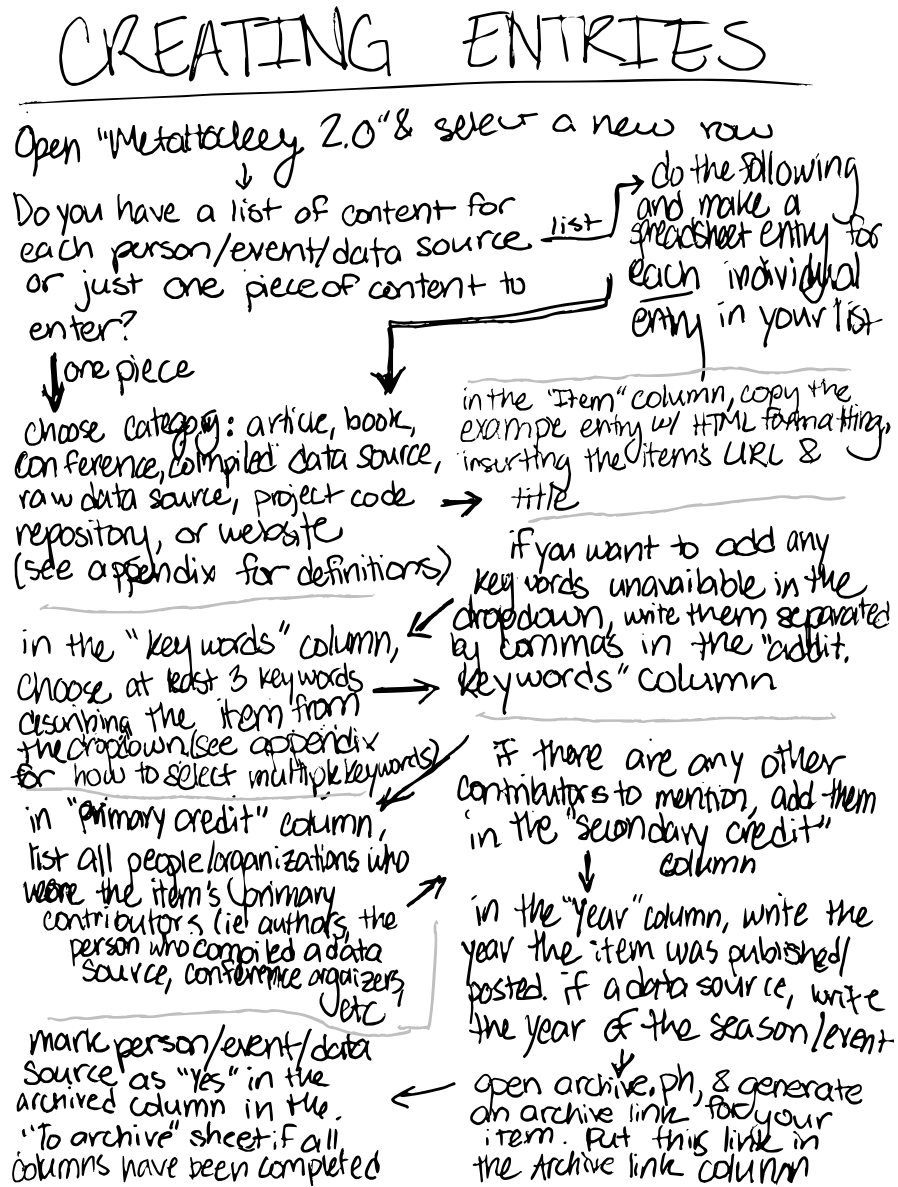 CREATING ENTRIES
Open "Metattackey 2.0" & select a new row
Do you have a list of content for
each person/event/data source
or just one piece of content to
enter?
list
do the following
and make a
spreadsheet entry for
each individual
entry in your list
one piece
choose category: article, book,
conference, compiled data source,
raw data source, project code
repository, or website
(see appendix for definitions)
in the "Item" column, copy the
exampe entry w/ HTML formatting,
insurting the item's URL &
title
in the "keywords" column,
choose at least 3 keywords
describing the item from
the dropdown (see appendix
for how to select multiple keywords)
if you want to add any
key words unavailable in the
dropdown, write them separated
by commas in the "addit.
keywords" column
in "primary credit" column,
list all people/organizations who
were the item's primary
contributors (ie authors, the
person who compiled a data
source, conference orgaizers,
etc
if there are any other
contributors to mention, add them
in the "secondary credit"
column
in the "Year" column, write the
year the item was published/
posted. if a data source, write
the year of the season/event
open archive.ph, & generate
an archive link for your
item. Put this link in
the Archive link column
mark person/event/data
source as "Yes" in the
archived column in the
"To archive" sheet if all
columns have been completed